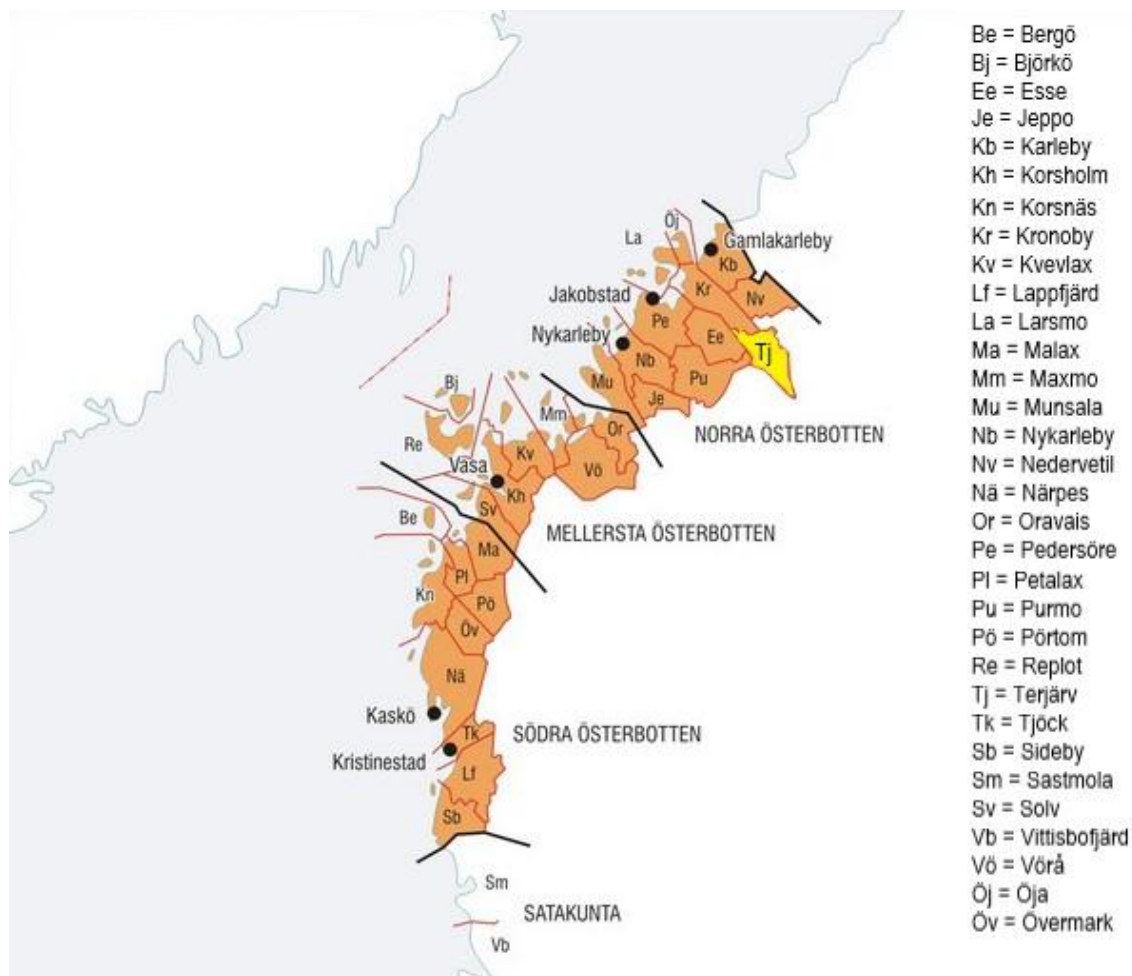 Be = Bergö
Bj = Björkö
Ee = Esse
Je = Jeppo
Kb = Karleby
Kh = Korsholm
Kn = Korsnäs
Kr = Kronoby
Kv = Kvevlax
Lf = Lappfjärd
La = Larsmo
Ma = Malax
Mm = Maxmo
Mu = Munsala
Nb = Nykarleby
Nv = Nedervetil
Nä = Närpes
Or = Oravais
Pe = Pedersöre
Pl = Petalax
Pu = Purmo
Pö = Pörtom
Re = Replot
Tj = Terjärv
Tk = Tjöck
Sb = Sideby
Sm = Sastmola
Sv = Solv
Vb = Vittisbofjärd
Vö = Vörå
Öj = Öja
Öv = Övermark
Öj
La
Gamlakarleby
Kb
Kr
Nv
Jakobstad
Pe
Nykarleby
Ee
Tj
Nb
Pu
Mu
Je
Bj
Mm
Or
NORRA ÖSTERBOTTEN
Re
Kv
Vasa
Vö
Kh
Sv
Be
MELLERSTA ÖSTERBOTTEN
Ma
Pl
Kn
Pö
Öv
Nä
Kaskö
Tk
SÖDRA ÖSTERBOTTEN
Kristinestad
Lf
Sb
Sm
SATAKUNTA
Vb